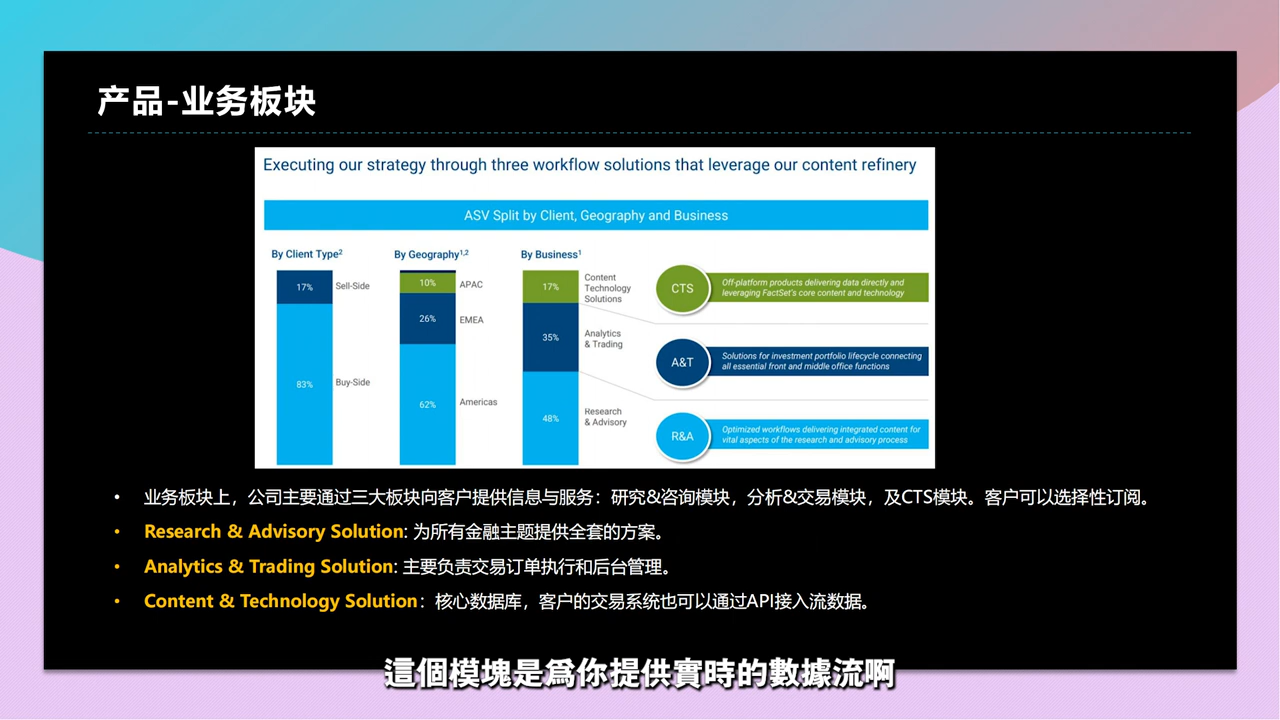 产品-业务板块
Executing our strategy through three workflow solutions that leverage our content refinery
ASV Split by Client, Geography and Business
By Client Type2
17%
Sell-Side
83%
Buy-Side
By Geography1,2
10%
APAC
26%
EMEA
62%
Americas
By Business1
17%
Content
Technology
Solutions
35%
Analytics
& Trading
48%
Research
& Advisory
CTS
Off-platform products delivering data directly and
leveraging FactSet's core content and technology
A&T
Solutions for investment portfolio lifecycle connecting
all essential front and middle office functions
R&A
Optimized workflows delivering integrated content for
vital aspects of the research and advisory process
• 业务板块上，公司主要通过三大板块向客户提供信息与服务：研究&咨询模块，分析&交易模块，及CTS模块。客户可以选择性订阅。
• Research & Advisory Solution: 为所有金融主题提供全套的方案。
• Analytics & Trading Solution: 主要负责交易订单执行和后台管理。
• Content & Technology Solution：核心数据库，客户的交易系统也可以通过API接入流数据。
這個模塊是爲你提供實時的數據流啊